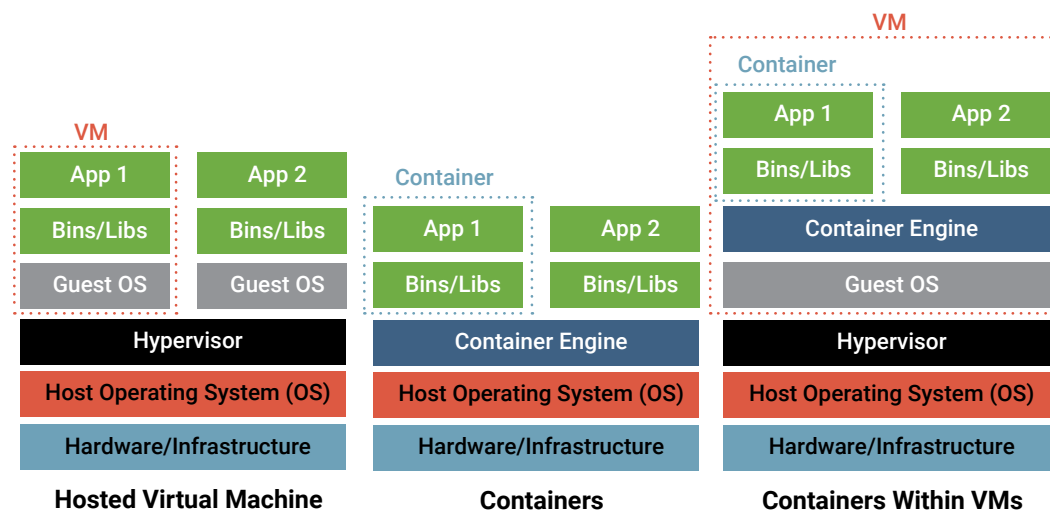 VM
App 1
App 2
Bins/Libs
Bins/Libs
Guest OS
Guest OS
Hypervisor
Host Operating System (OS)
Hardware/Infrastructure
Hosted Virtual Machine
Container
App 1
App 2
Bins/Libs
Bins/Libs
Container Engine
Host Operating System (OS)
Hardware/Infrastructure
Containers
VM
Container
App 1
App 2
Bins/Libs
Bins/Libs
Container Engine
Guest OS
Hypervisor
Host Operating System (OS)
Hardware/Infrastructure
Containers Within VMs